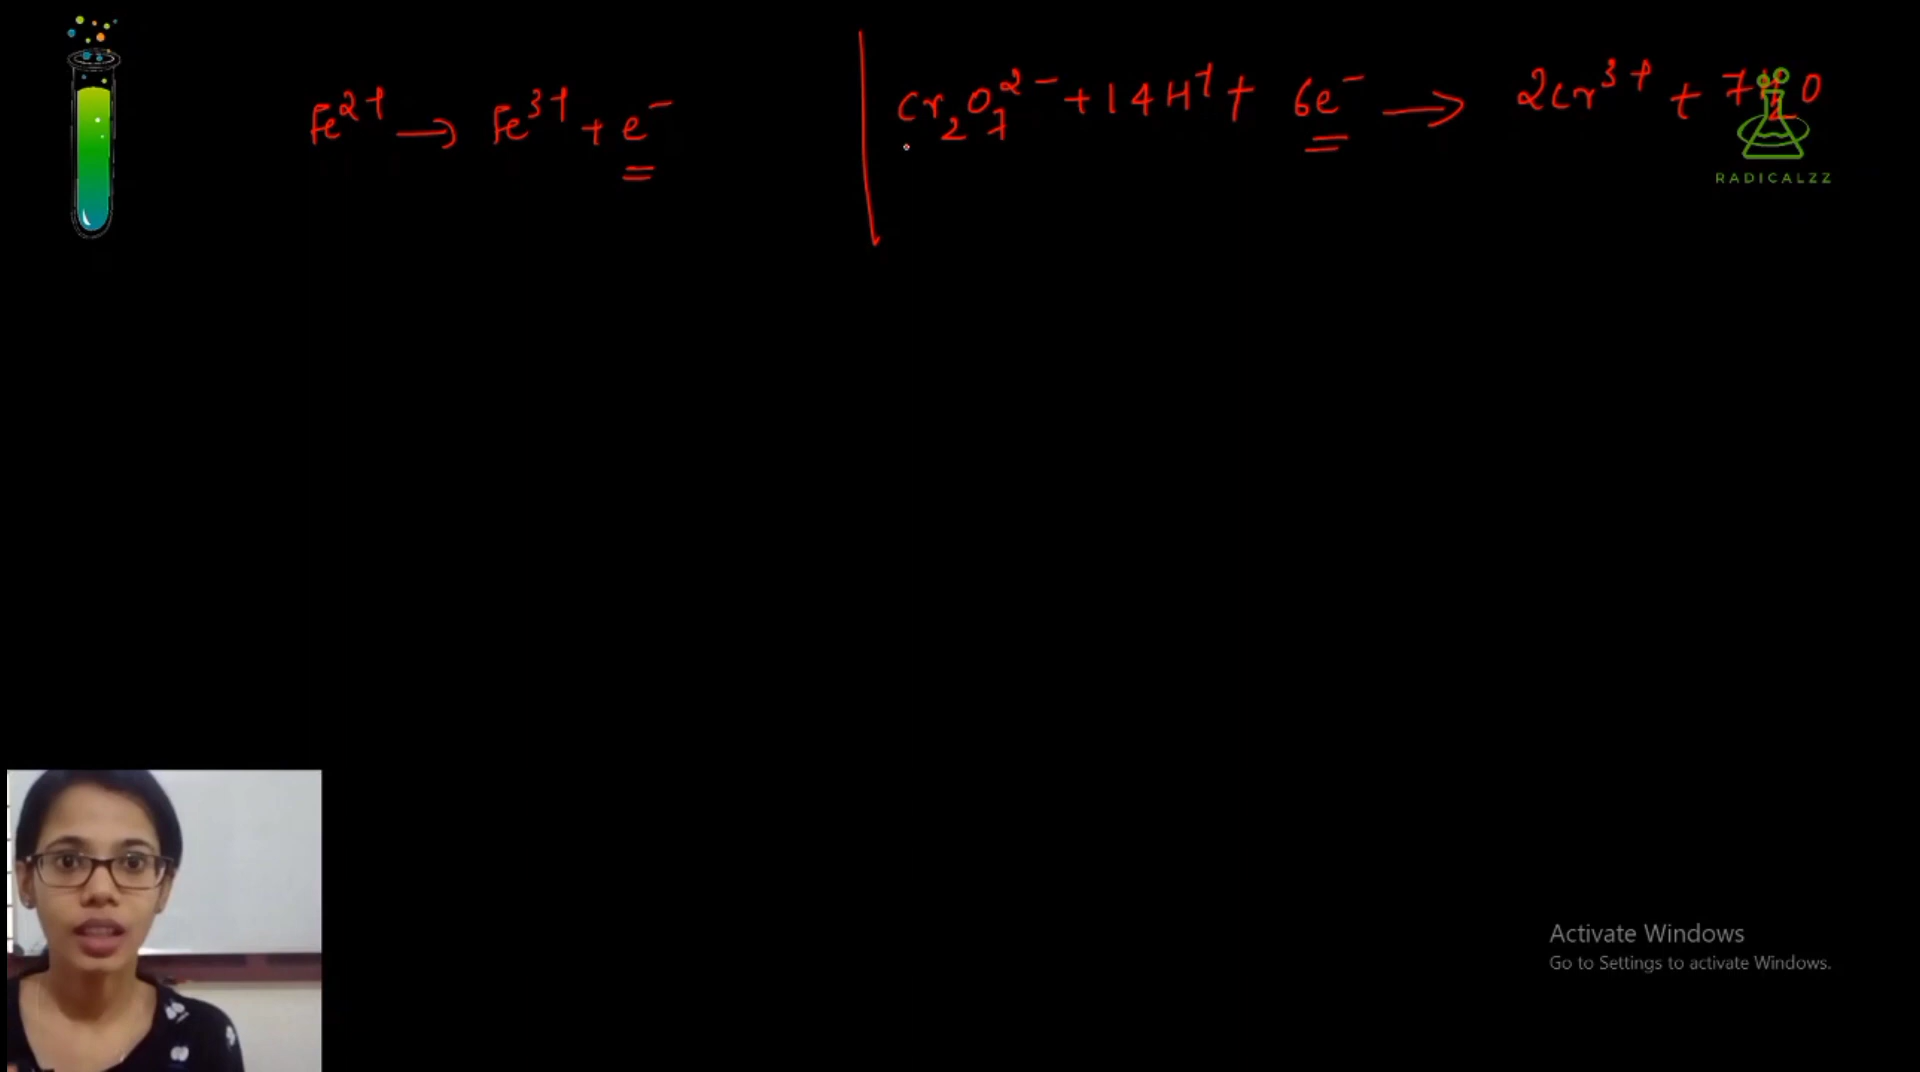 Fe²⁺ → Fe³⁺ + e⁻
Cr₂O₇²⁻ + 14H⁺ + 6e⁻ → 2Cr³⁺ + 7H₂O
RADICALZZ
Activate Windows
Go to Settings to activate Windows.